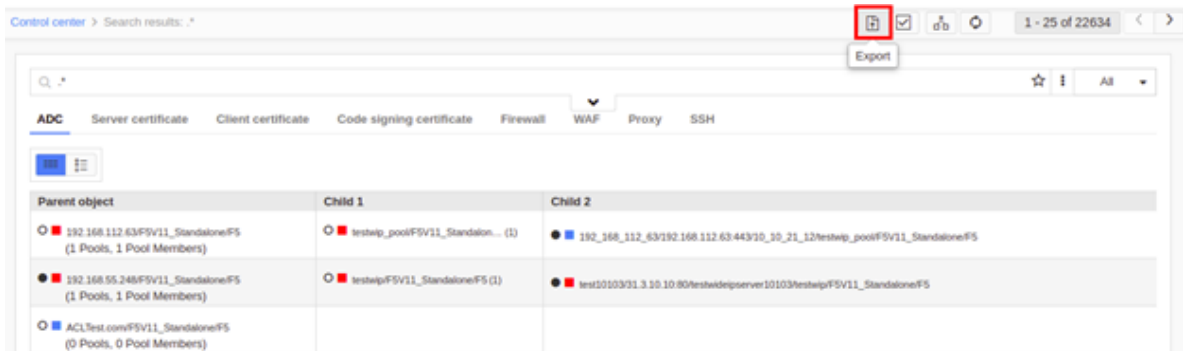 Control center > Search results: .*
1 - 25 of 22634 < >
Export
.*
All
ADC Server certificate Client certificate Code signing certificate Firewall WAF Proxy SSH
Parent object Child 1 Child 2
192.168.112.63/F5V11_Standalone/F5 testwip_pool/F5V11_Standalon... (1) 192_168_112_63/192.168.112.63:443/10_10_21_12/testwip_pool/F5V11_Standalone/F5
(1 Pools, 1 Pool Members)
192.168.55.248/F5V11_Standalone/F5 testwip/F5V11_Standalone/F5 (1) test10103/31.3.10.10:80/testwideipserver10103/testwip/F5V11_Standalone/F5
(1 Pools, 1 Pool Members)
ACLTest.com/F5V11_Standalone/F5
(0 Pools, 0 Pool Members)